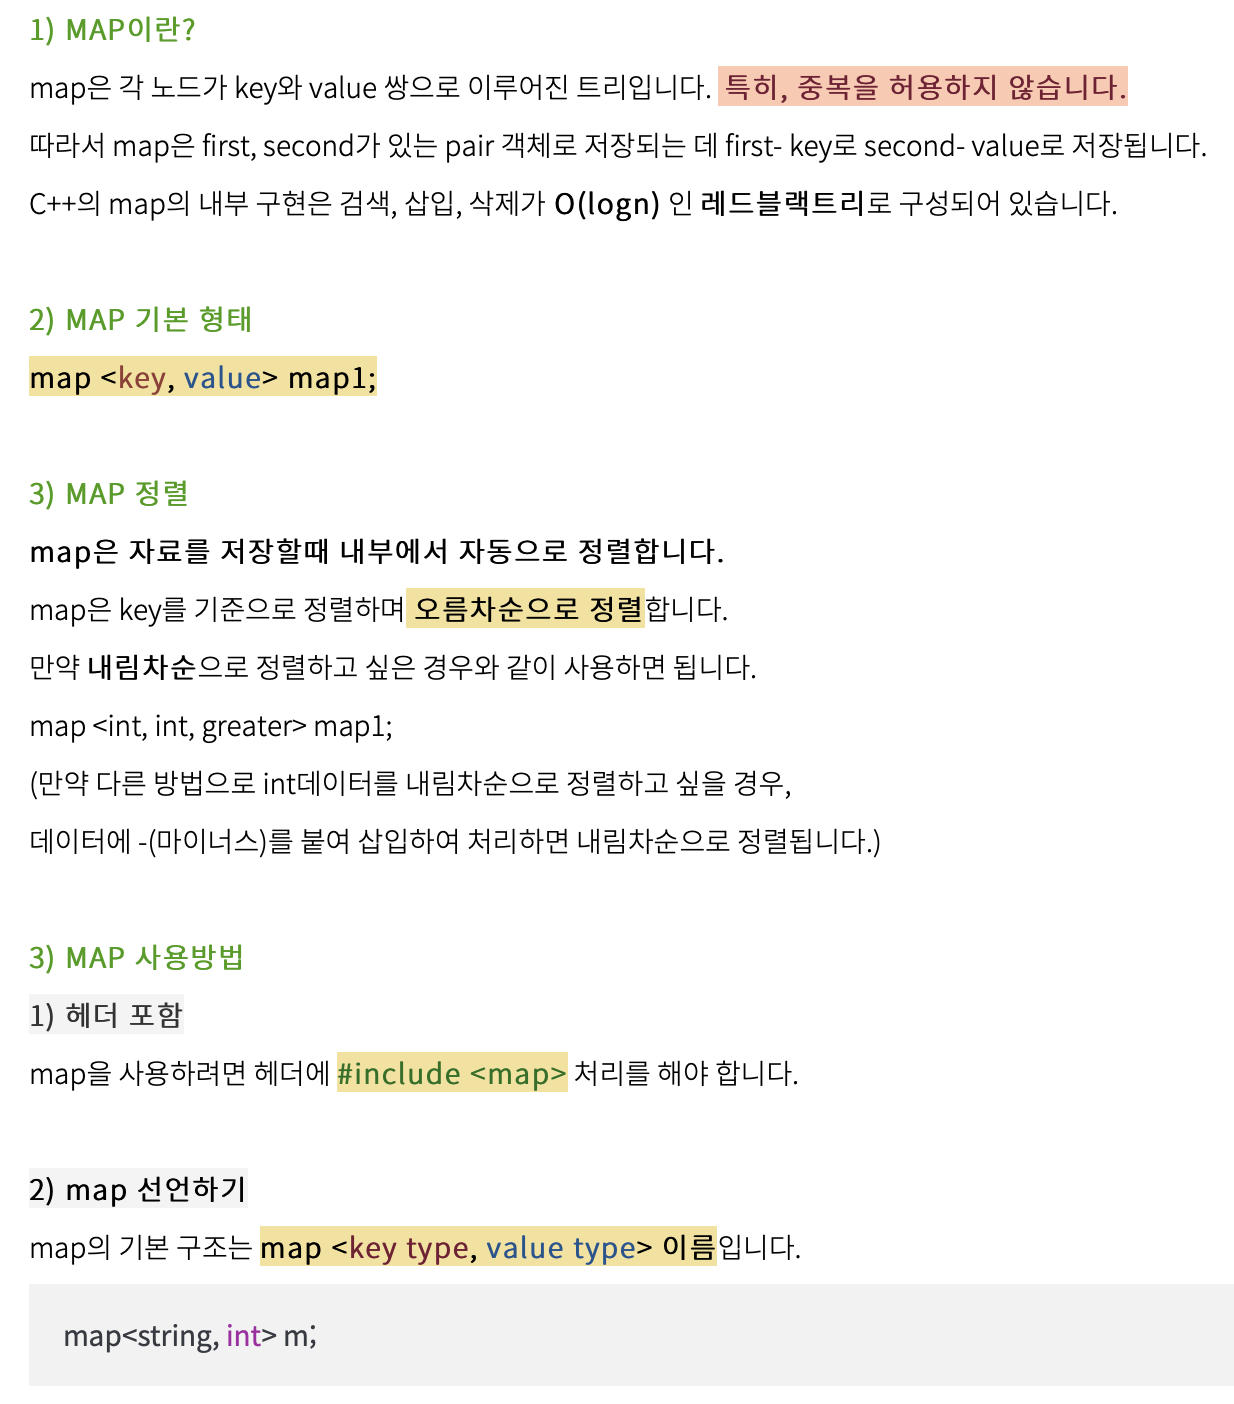 1) MAP이란?
map은 각 노드가 key와 value 쌍으로 이루어진 트리입니다. 특히, 중복을 허용하지 않습니다.
따라서 map은 first, second가 있는 pair 객체로 저장되는 데 first- key로 second- value로 저장됩니다.
C++의 map의 내부 구현은 검색, 삽입, 삭제가 O(logn) 인 레드블랙트리로 구성되어 있습니다.
2) MAP 기본 형태
map <key, value> map1;
3) MAP 정렬
map은 자료를 저장할때 내부에서 자동으로 정렬합니다.
map은 key를 기준으로 정렬하며 오름차순으로 정렬합니다.
만약 내림차순으로 정렬하고 싶은 경우와 같이 사용하면 됩니다.
map <int, int, greater> map1;
(만약 다른 방법으로 int데이터를 내림차순으로 정렬하고 싶을 경우,
데이터에 -(마이너스)를 붙여 삽입하여 처리하면 내림차순으로 정렬됩니다.)
3) MAP 사용방법
1) 헤더 포함
map을 사용하려면 헤더에 #include <map> 처리를 해야 합니다.
2) map 선언하기
map의 기본 구조는 map <key type, value type> 이름입니다.
map<string, int> m;